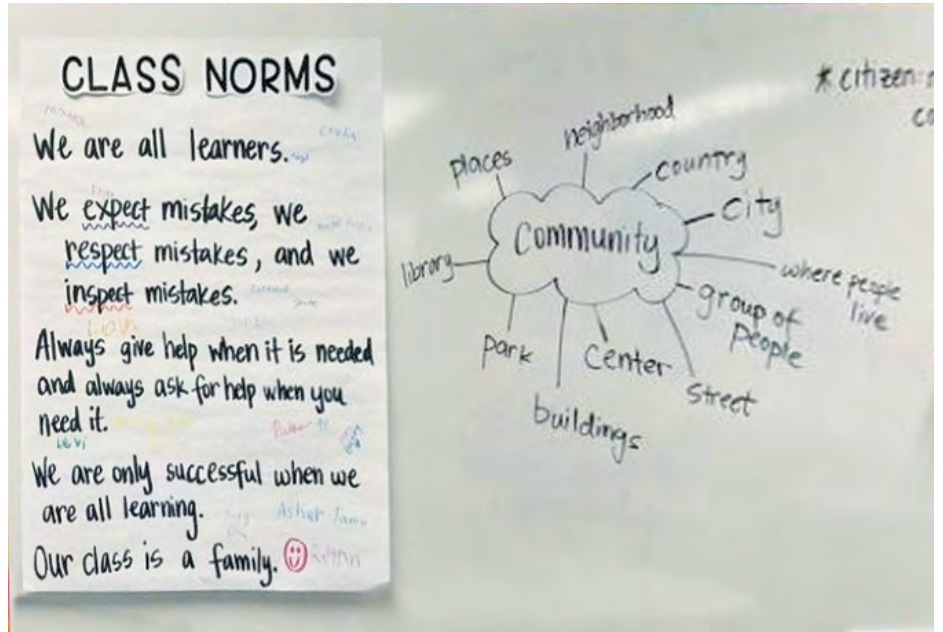 CLASS NORMS
We are all learners.
We expect mistakes, we
respect mistakes, and we
inspect mistakes.
Always give help when it is needed
and always ask for help when you
need it.
Levi
We are only successful when we
are all learning.
Asher
Our class is a family.
* citizen
Community
places
neighborhood
country
City
where people
live
group of
People
Street
Center
buildings
park
library